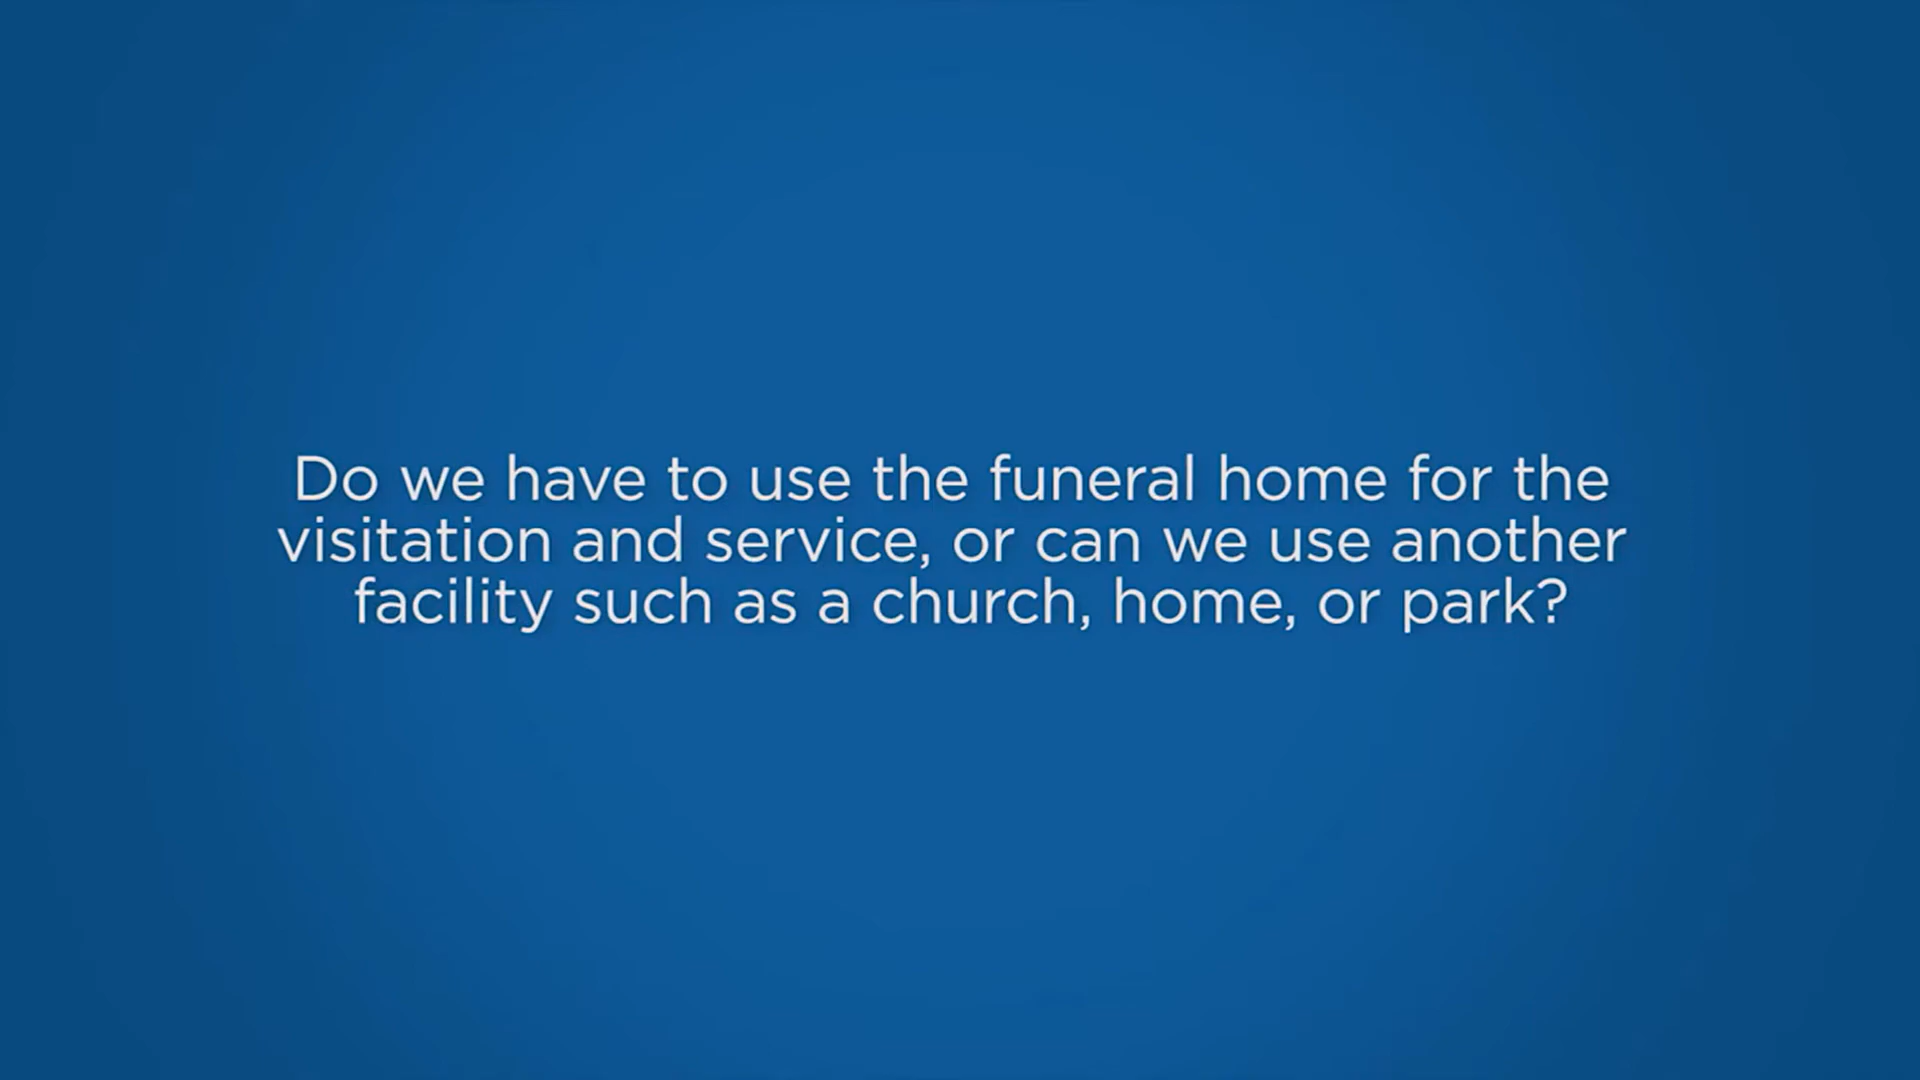 Do we have to use the funeral home for the
visitation and service, or can we use another
facility such as a church, home, or park?